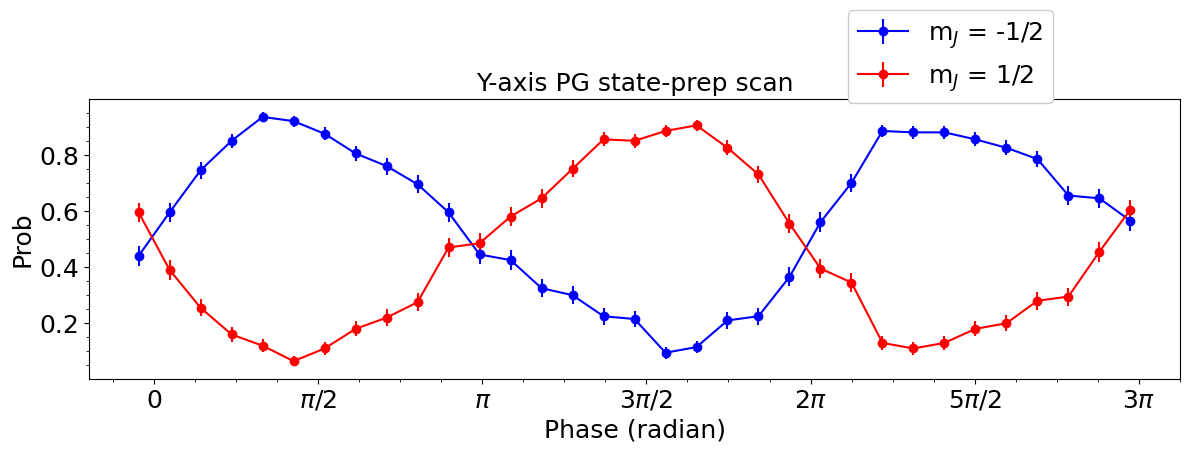 m_J = -1/2
m_J = 1/2
Y-axis PG state-prep scan
Prob
0.8
0.6
0.4
0.2
0 π/2 π 3π/2 2π 5π/2 3π
Phase (radian)